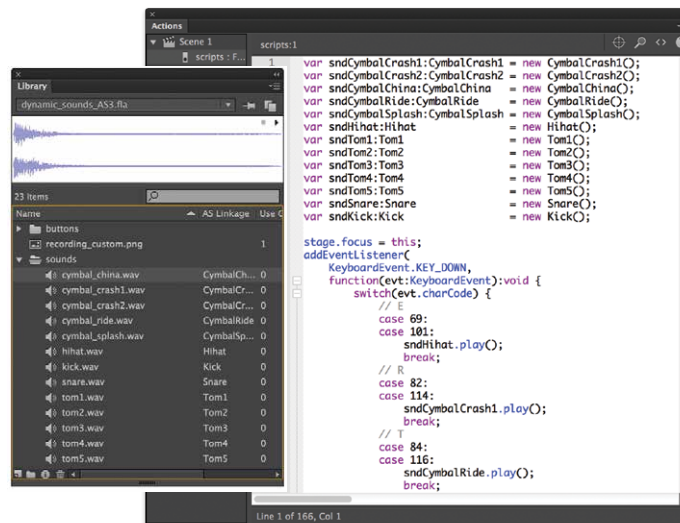 Actions
Scene 1
scripts : F...
scripts:1
Library
dynamic_sounds_AS3.fla
23 Items
Name AS Linkage Use C
buttons
recording_custom.png 1
sounds
cymbal_china.wav CymbalCh... 0
cymbal_crash1.wav CymbalCr... 0
cymbal_crash2.wav CymbalCr... 0
cymbal_ride.wav CymbalRide 0
cymbal_splash.wav CymbalSp... 0
hihat.wav Hihat 0
kick.wav Kick 0
snare.wav Snare 0
tom1.wav Tom1 0
tom2.wav Tom2 0
tom3.wav Tom3 0
tom4.wav Tom4 0
tom5.wav Tom5 0
1 var sndCymbalCrash1:CymbalCrash1 = new CymbalCrash1();
var sndCymbalCrash2:CymbalCrash2 = new CymbalCrash2();
var sndCymbalChina:CymbalChina = new CymbalChina();
var sndCymbalRide:CymbalRide = new CymbalRide();
var sndCymbalSplash:CymbalSplash = new CymbalSplash();
var sndHihat:Hihat = new Hihat();
var sndTom1:Tom1 = new Tom1();
var sndTom2:Tom2 = new Tom2();
var sndTom3:Tom3 = new Tom3();
var sndTom4:Tom4 = new Tom4();
var sndTom5:Tom5 = new Tom5();
var sndSnare:Snare = new Snare();
var sndKick:Kick = new Kick();
stage.focus = this;
addEventListener(
KeyboardEvent.KEY_DOWN,
function(evt:KeyboardEvent):void {
switch(evt.charCode) {
// E
case 69:
case 101:
sndHihat.play();
break;
// R
case 82:
case 114:
sndCymbalCrash1.play();
break;
// T
case 84:
case 116:
sndCymbalRide.play();
break;
Line 1 of 166, Col 1